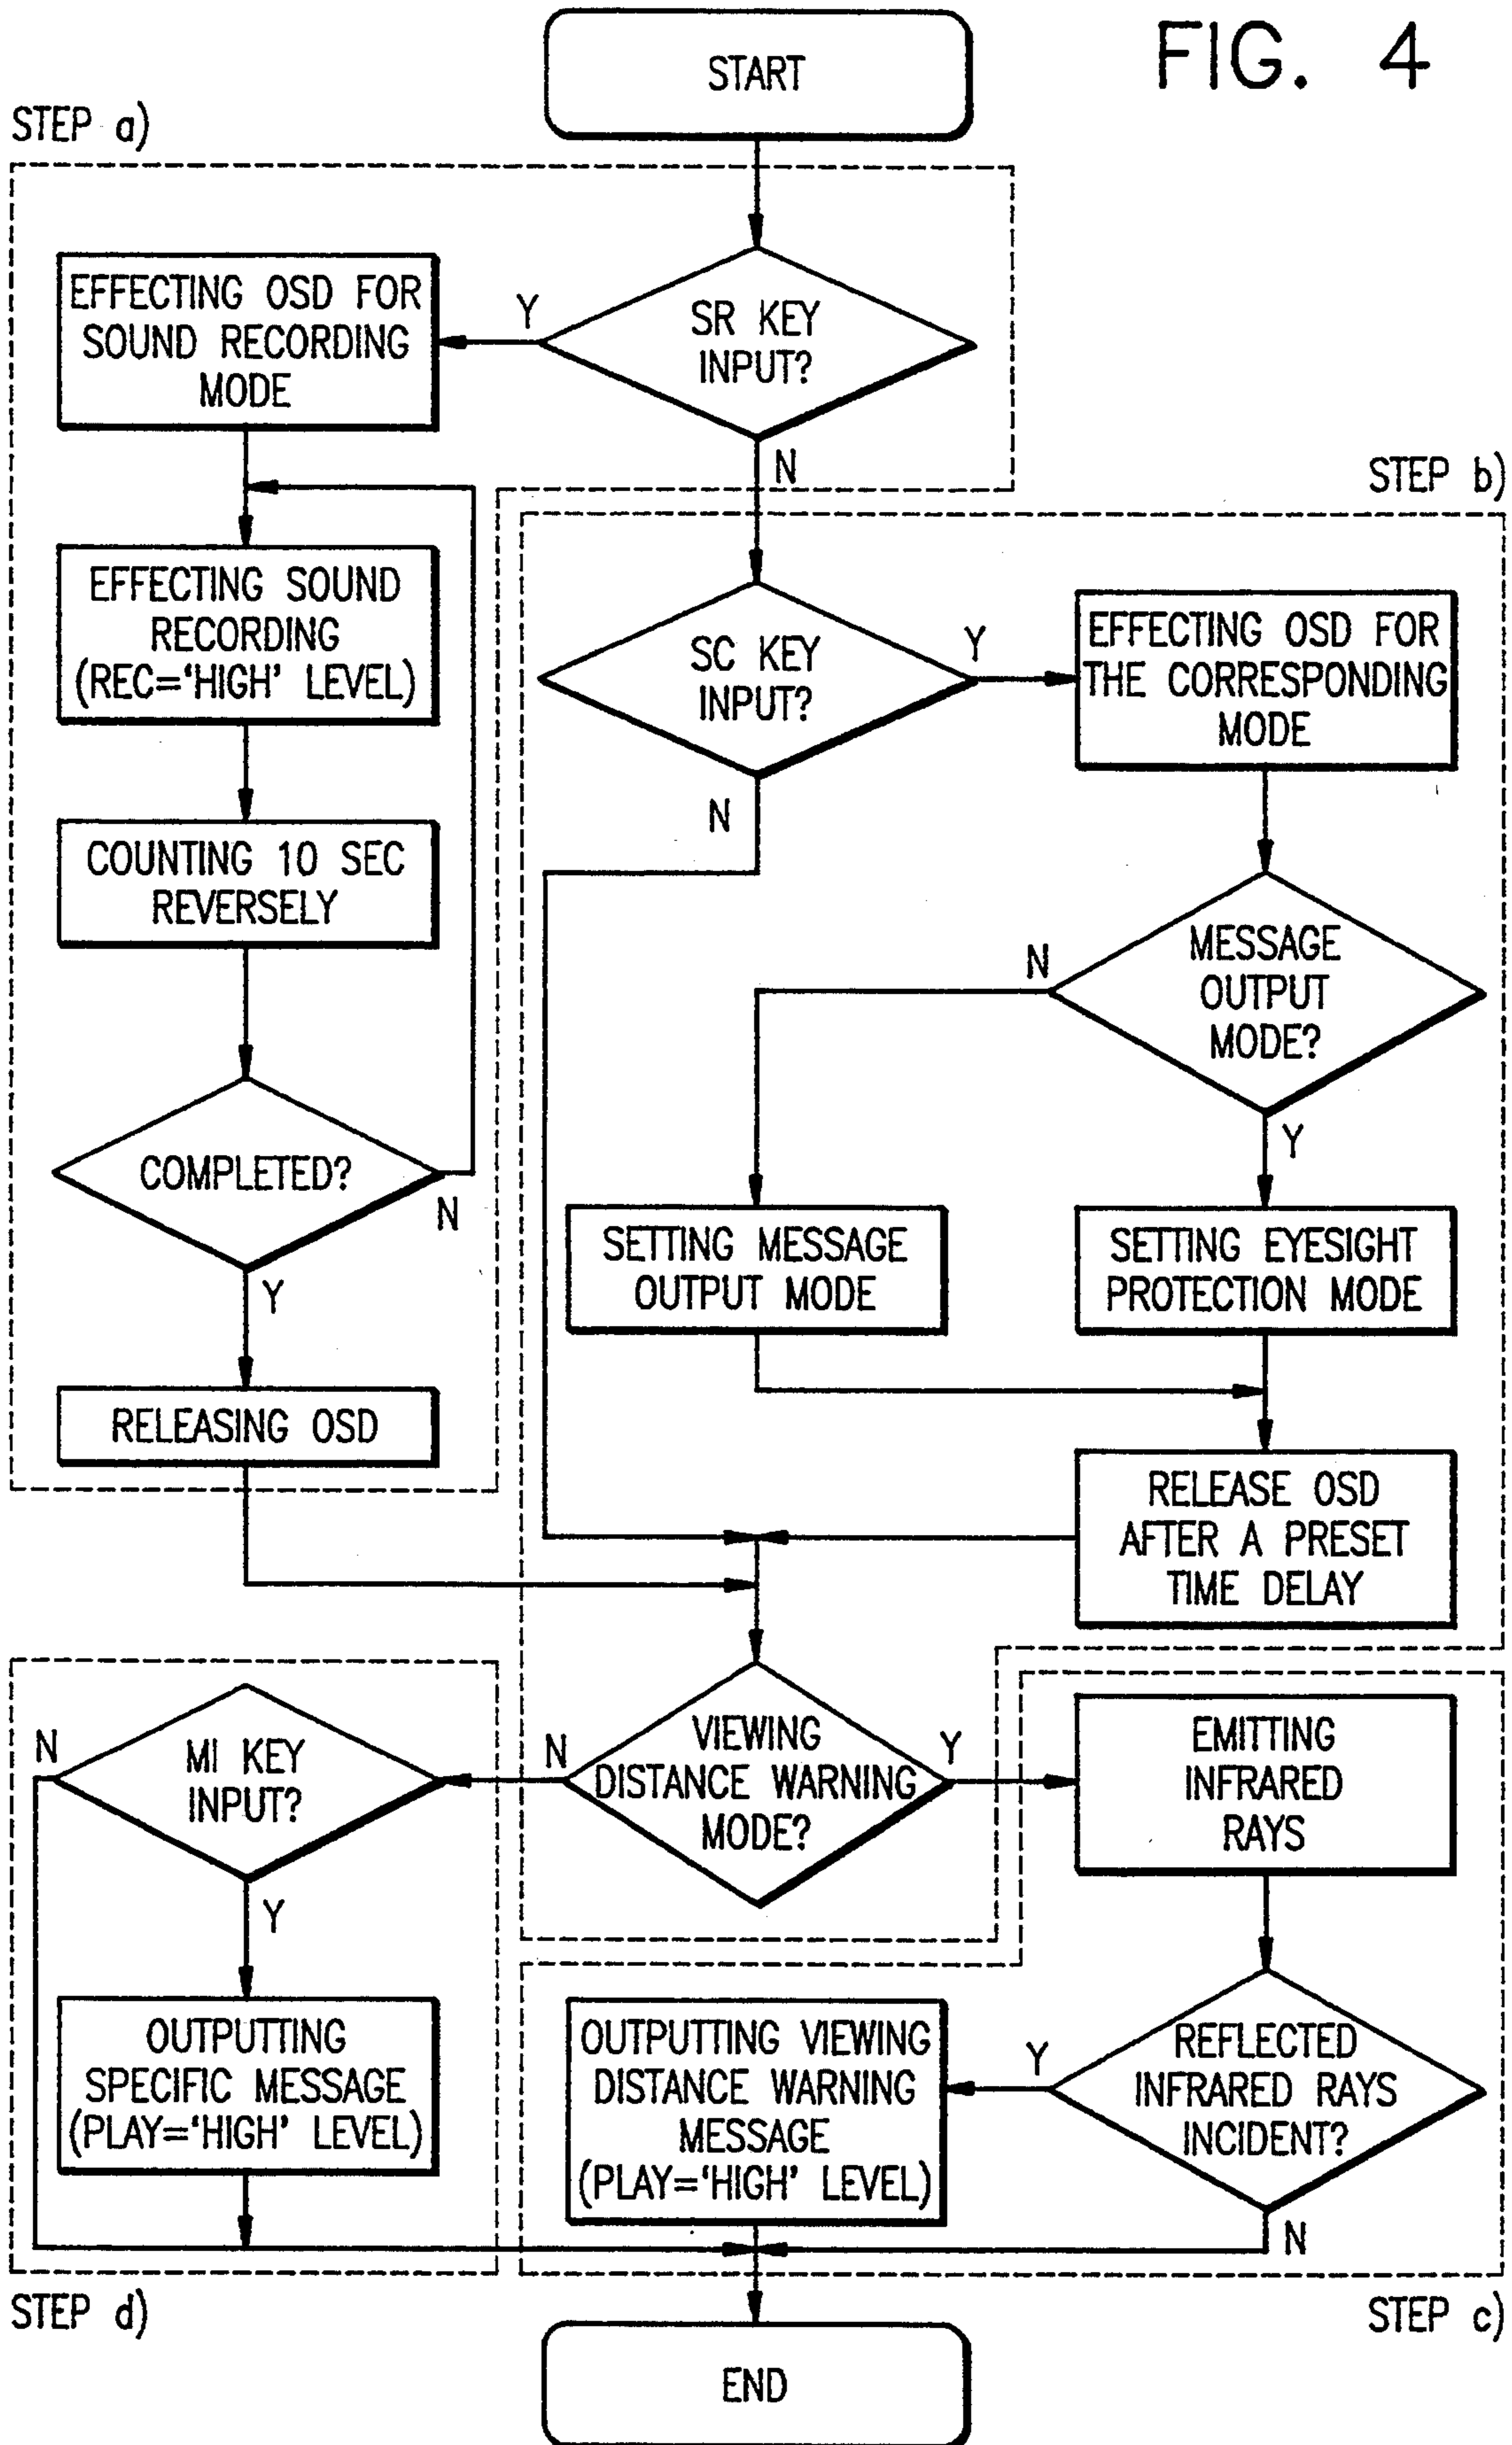 FIG. 4
START
STEP a)
SR KEY
INPUT?
Y
N
EFFECTING OSD FOR
SOUND RECORDING
MODE
EFFECTING SOUND
RECORDING
(REC='HIGH' LEVEL)
COUNTING 10 SEC
REVERSELY
COMPLETED?
N
Y
RELEASING OSD
STEP b)
SC KEY
INPUT?
Y
N
EFFECTING OSD FOR
THE CORRESPONDING
MODE
MESSAGE
OUTPUT
MODE?
N
Y
SETTING MESSAGE
OUTPUT MODE
SETTING EYESIGHT
PROTECTION MODE
RELEASE OSD
AFTER A PRESET
TIME DELAY
VIEWING
DISTANCE WARNING
MODE?
N
Y
MI KEY
INPUT?
N
Y
OUTPUTTING
SPECIFIC MESSAGE
(PLAY='HIGH' LEVEL)
STEP d)
EMITTING
INFRARED
RAYS
REFLECTED
INFRARED RAYS
INCIDENT?
Y
N
OUTPUTTING VIEWING
DISTANCE WARNING
MESSAGE
(PLAY='HIGH' LEVEL)
STEP c)
END